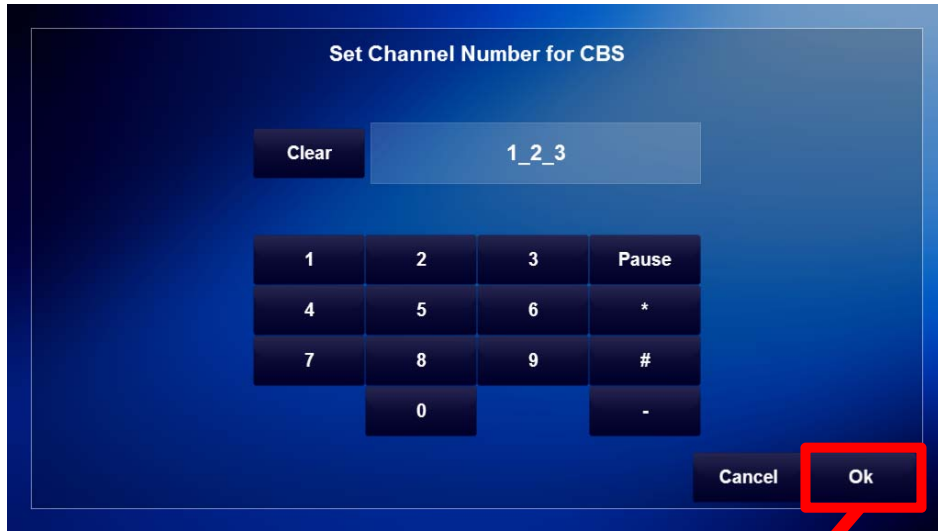 Set Channel Number for CBS
Clear 1_2_3
1 2 3 Pause
4 5 6 *
7 8 9 #
0 -
Cancel Ok